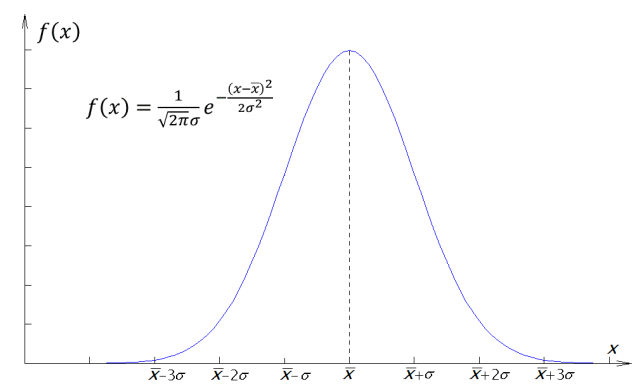 f(x)
f(x) = 1/(√(2π)σ) e^(−(x−x̅)²/(2σ²))
x
x̅−3σ x̅−2σ x̅−σ x̅ x̅+σ x̅+2σ x̅+3σ